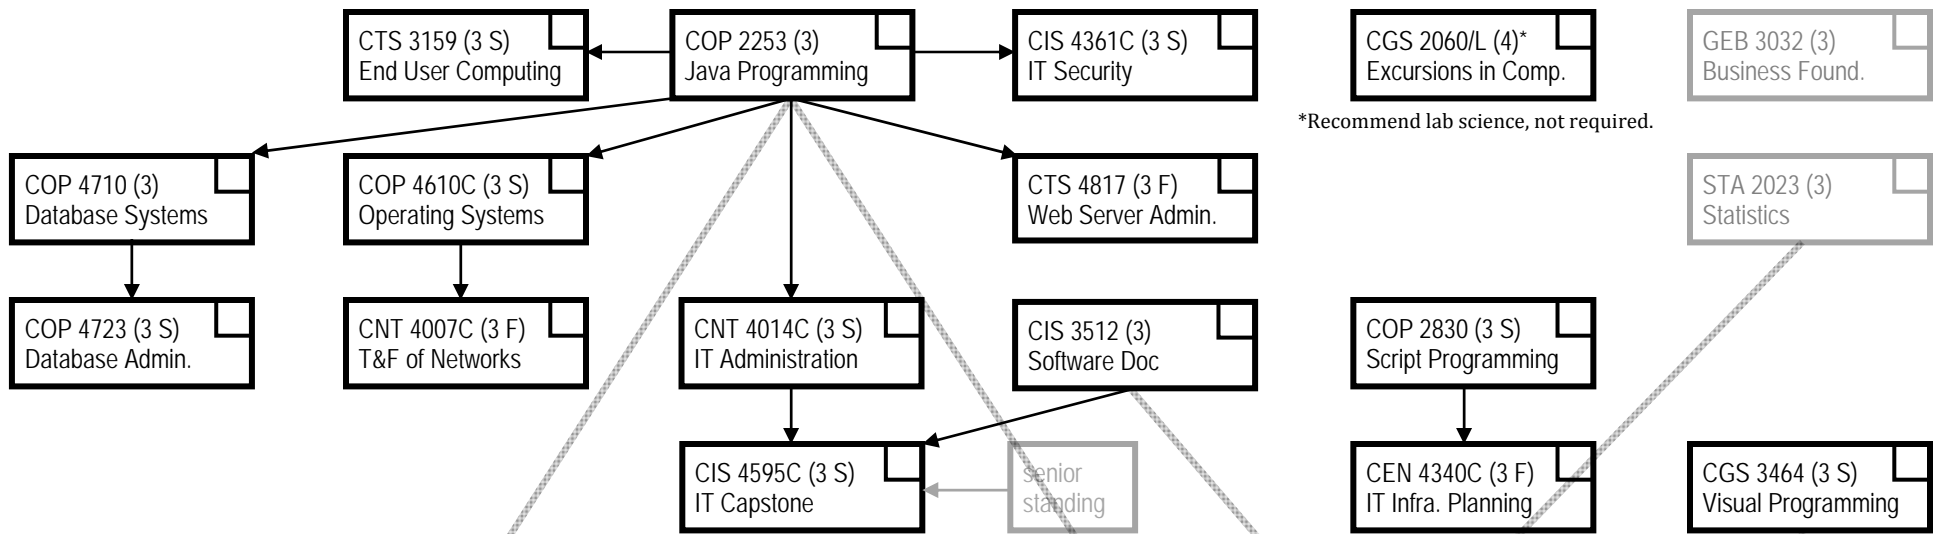 CTS 3159 (3 S)
End User Computing
COP 2253 (3)
Java Programming
CIS 4361C (3 S)
IT Security
CGS 2060/L (4)*
Excursions in Comp.
GEB 3032 (3)
Business Found.
*Recommend lab science, not required.
COP 4710 (3)
Database Systems
COP 4610C (3 S)
Operating Systems
CTS 4817 (3 F)
Web Server Admin.
STA 2023 (3)
Statistics
COP 4723 (3 S)
Database Admin.
CNT 4007C (3 F)
T&F of Networks
CNT 4014C (3 S)
IT Administration
CIS 3512 (3)
Software Doc
COP 2830 (3 S)
Script Programming
CIS 4595C (3 S)
IT Capstone
senior
standing
CEN 4340C (3 F)
IT Infra. Planning
CGS 3464 (3 S)
Visual Programming